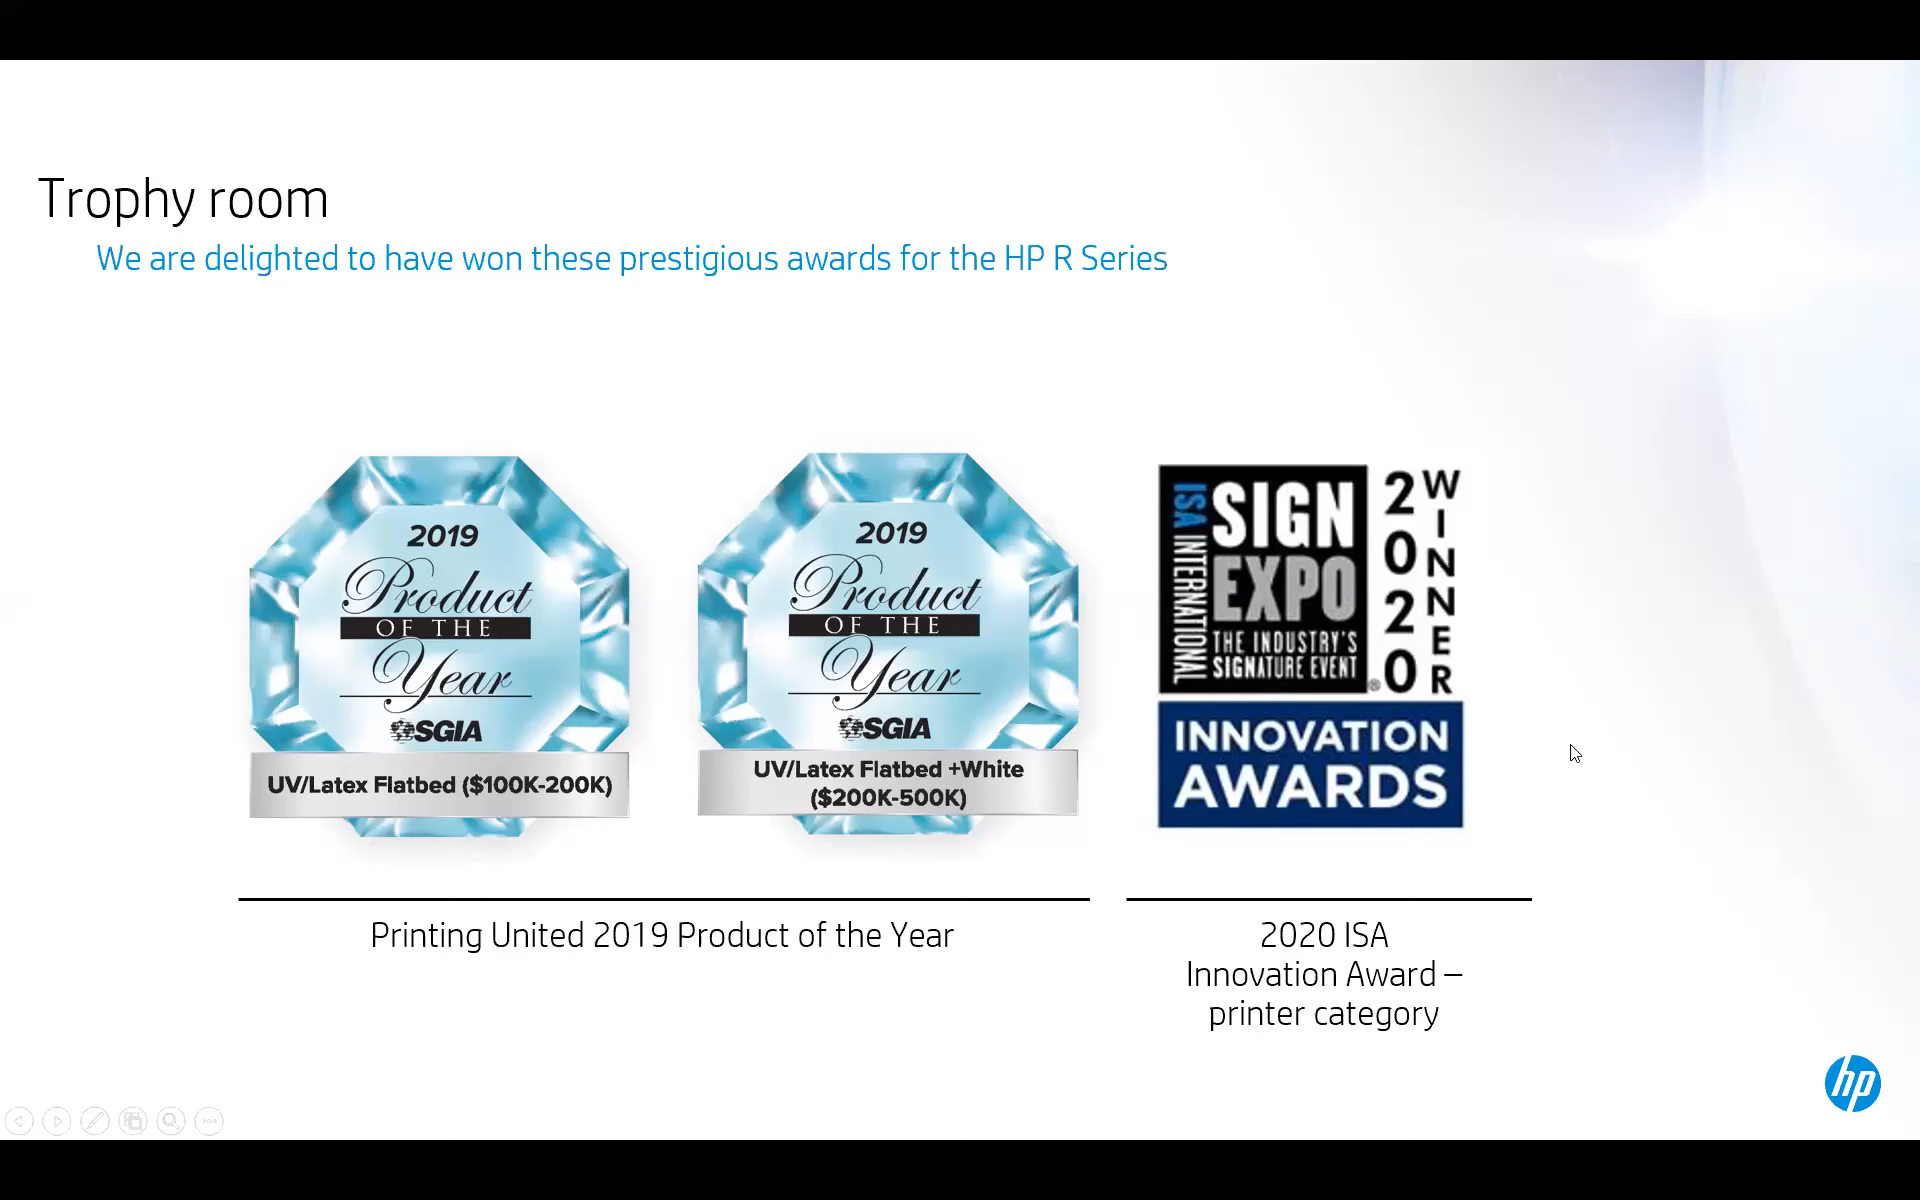 Trophy room
We are delighted to have won these prestigious awards for the HP R Series
2019
Product
OF THE
Year
SGIA
UV/Latex Flatbed ($100K-200K)
2019
Product
OF THE
Year
SGIA
UV/Latex Flatbed +White
($200K-500K)
ISA INTERNATIONAL
SIGN
EXPO
THE INDUSTRY'S
SIGNATURE EVENT
®
2020
WINNER
INNOVATION
AWARDS
Printing United 2019 Product of the Year
2020 ISA
Innovation Award –
printer category
hp